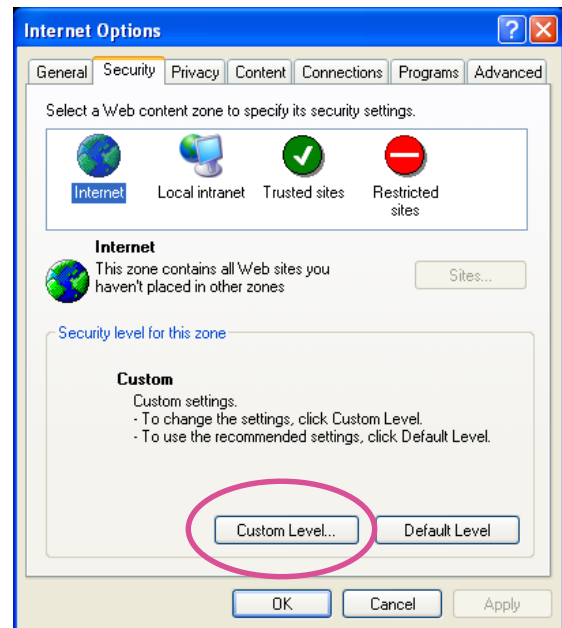 Internet Options
General Security Privacy Content Connections Programs Advanced
Select a Web content zone to specify its security settings.
Internet Local intranet Trusted sites Restricted
sites
Internet
This zone contains all Web sites you
haven't placed in other zones
Sites...
Security level for this zone
Custom
Custom settings.
- To change the settings, click Custom Level.
- To use the recommended settings, click Default Level.
Custom Level... Default Level
OK Cancel Apply